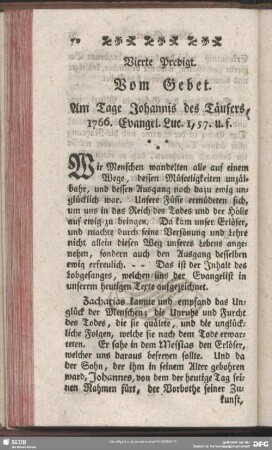 72
Vierte Predigt.
Vom Gebet.
Am Tage Johannis des Täufers
1766. Evangel. Luc. 1, 57. u. f.
* * *
Wir Menschen wandelten alle auf einem
Wege, dessen Müheseligkeiten unzäl-
bahr, und dessen Ausgang noch dazu ewig un-
glücklich war. Unsere Füsse ermüdeten sich,
um uns in das Reich des Todes und der Hölle
auf ewig zu bringen. Da kam unser Erlöser,
und machte durch seine Versönung und Lehre
nicht allein diesen Weg unsers Lebens ange-
nehm, sondern auch den Ausgang desselben
ewig erfreulich. - - Das ist der Inhalt des
Lobgesanges, welchen uns der Evangelist in
unserem heutigen Texte aufgezeichnet.
Zacharias kannte und empfand das Un-
glück der Menschen; die Unruhe und Furcht
des Todes, die sie quälete, und die unglück-
liche Folgen, welche sie nach dem Tode erwar-
teten. Er sahe in dem Messias den Erlöser,
welcher uns daraus befreyen sollte. Und da
der Sohn, der ihm in seinem Alter gebohren
ward, Johannes, von dem der heutige Tag sei-
nen Nahmen fürt, der Vorbothe seiner Zu-
kunft,
SLUB
DFG